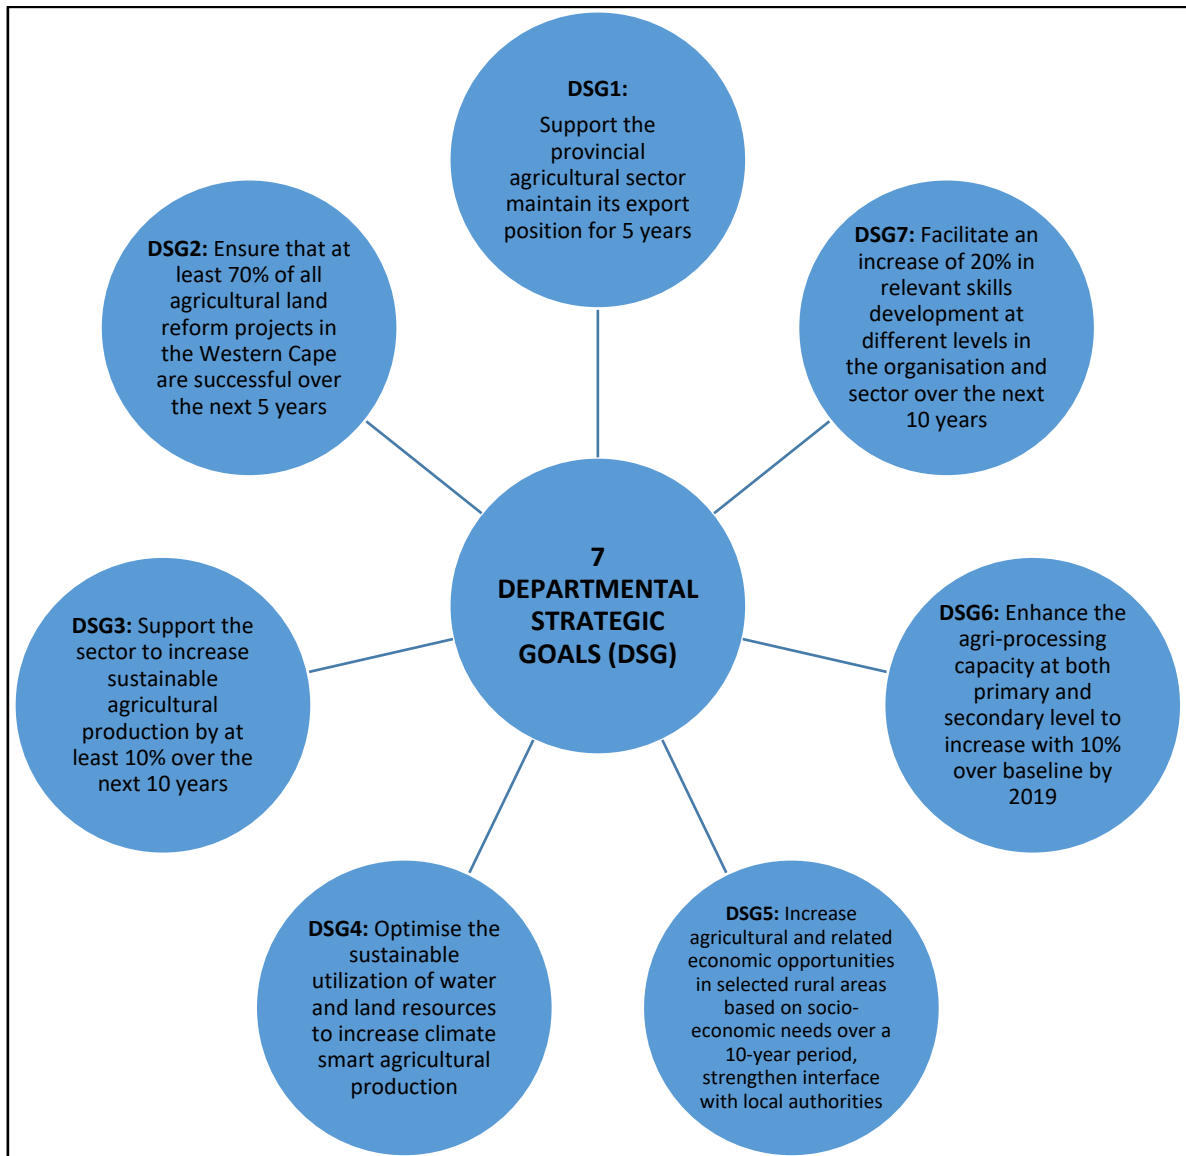 DSG1:
Support the
provincial
agricultural sector
maintain its export
position for 5 years
DSG2: Ensure that at
least 70% of all
agricultural land
reform projects in
the Western Cape
are successful over
the next 5 years
DSG7: Facilitate an
increase of 20% in
relevant skills
development at
different levels in
the organisation and
sector over the next
10 years
7
DEPARTMENTAL
STRATEGIC
GOALS (DSG)
DSG3: Support the
sector to increase
sustainable
agricultural
production by at
least 10% over the
next 10 years
DSG6: Enhance the
agri-processing
capacity at both
primary and
secondary level to
increase with 10%
over baseline by
2019
DSG4: Optimise the
sustainable
utilization of water
and land resources
to increase climate
smart agricultural
production
DSG5: Increase
agricultural and related
economic opportunities
in selected rural areas
based on socio-
economic needs over a
10-year period,
strengthen interface
with local authorities